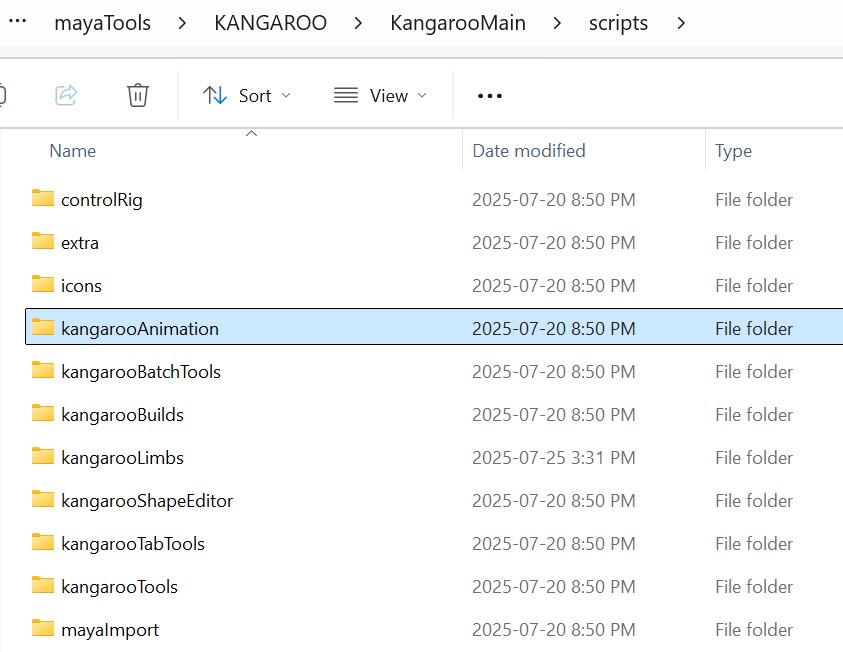 ... mayaTools > KANGAROO > KangarooMain > scripts >
Sort View ...
Name Date modified Type
controlRig 2025-07-20 8:50 PM File folder
extra 2025-07-20 8:50 PM File folder
icons 2025-07-20 8:50 PM File folder
kangarooAnimation 2025-07-20 8:50 PM File folder
kangarooBatchTools 2025-07-20 8:50 PM File folder
kangarooBuilds 2025-07-20 8:50 PM File folder
kangarooLimbs 2025-07-25 3:31 PM File folder
kangarooShapeEditor 2025-07-20 8:50 PM File folder
kangarooTabTools 2025-07-20 8:50 PM File folder
kangarooTools 2025-07-20 8:50 PM File folder
mayaImport 2025-07-20 8:50 PM File folder